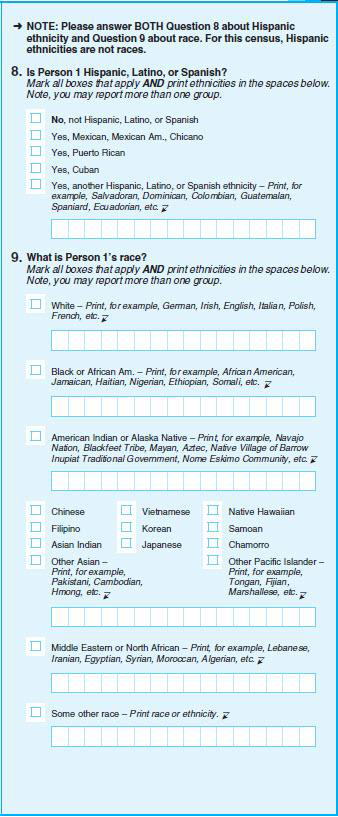 → NOTE: Please answer BOTH Question 8 about Hispanic
ethnicity and Question 9 about race. For this census, Hispanic
ethnicities are not races.
8. Is Person 1 Hispanic, Latino, or Spanish?
Mark all boxes that apply AND print ethnicities in the spaces below.
Note, you may report more than one group.
No, not Hispanic, Latino, or Spanish
Yes, Mexican, Mexican Am., Chicano
Yes, Puerto Rican
Yes, Cuban
Yes, another Hispanic, Latino, or Spanish ethnicity – Print, for
example, Salvadoran, Dominican, Colombian, Guatemalan,
Spaniard, Ecuadorian, etc.
9. What is Person 1's race?
Mark all boxes that apply AND print ethnicities in the spaces below.
Note, you may report more than one group.
White – Print, for example, German, Irish, English, Italian, Polish,
French, etc.
Black or African Am. – Print, for example, African American,
Jamaican, Haitian, Nigerian, Ethiopian, Somali, etc.
American Indian or Alaska Native – Print, for example, Navajo
Nation, Blackfeet Tribe, Mayan, Aztec, Native Village of Barrow
Inupiat Traditional Government, Nome Eskimo Community, etc.
Chinese
Filipino
Asian Indian
Other Asian –
Print, for example,
Pakistani, Cambodian,
Hmong, etc.
Vietnamese
Korean
Japanese
Native Hawaiian
Samoan
Chamorro
Other Pacific Islander –
Print, for example,
Tongan, Fijian,
Marshallese, etc.
Middle Eastern or North African – Print, for example, Lebanese,
Iranian, Egyptian, Syrian, Moroccan, Algerian, etc.
Some other race – Print race or ethnicity.